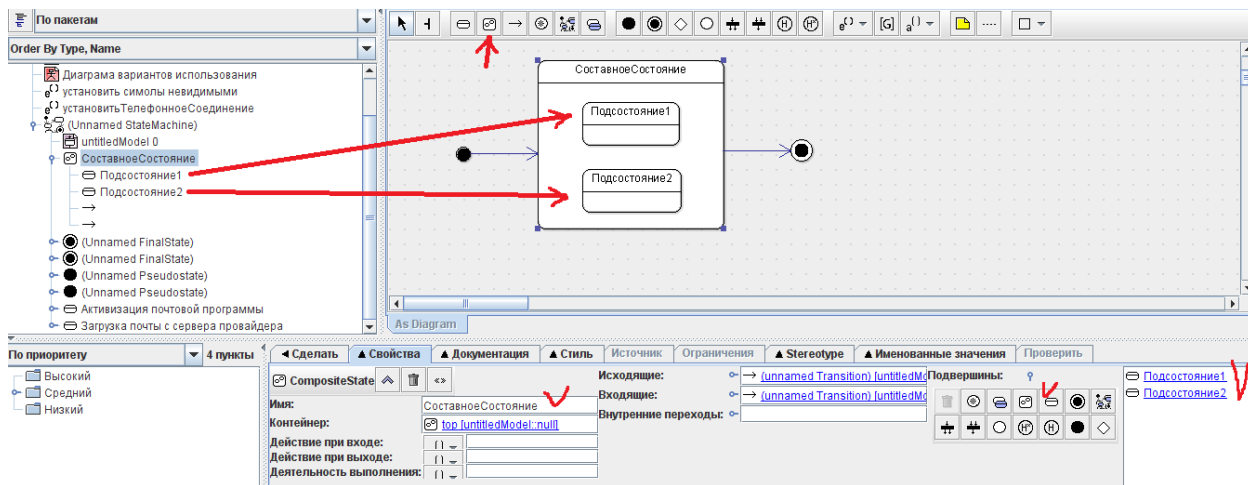 По пакетам
Order By Type, Name
Диаграма вариантов использования
установить симолы невидимыми
установитьТелефонноеСоединение
(Unnamed StateMachine)
untitledModel 0
СоставноеСостояние
Подсостояние1
Подсостояние2
(Unnamed FinalState)
(Unnamed FinalState)
(Unnamed Pseudostate)
(Unnamed Pseudostate)
Активизация почтовой программы
Загрузка почты с сервера провайдера
СоставноеСостояние
Подсостояние1
Подсостояние2
As Diagram
По приоритету 4 пункты
Высокий
Средний
Низкий
Сделать Свойства Документация Стиль Источник Ограничения Stereotype Именованные значения Проверить
CompositeState
Имя: СоставноеСостояние
Контейнер: top [untitledModel::null]
Действие при входе:
Действие при выходе:
Деятельность выполнения:
Исходящие: (unnamed Transition) [untitledMo
Входящие: (unnamed Transition) [untitledMo
Внутренние переходы:
Подвершины:
Подсостояние1
Подсостояние2